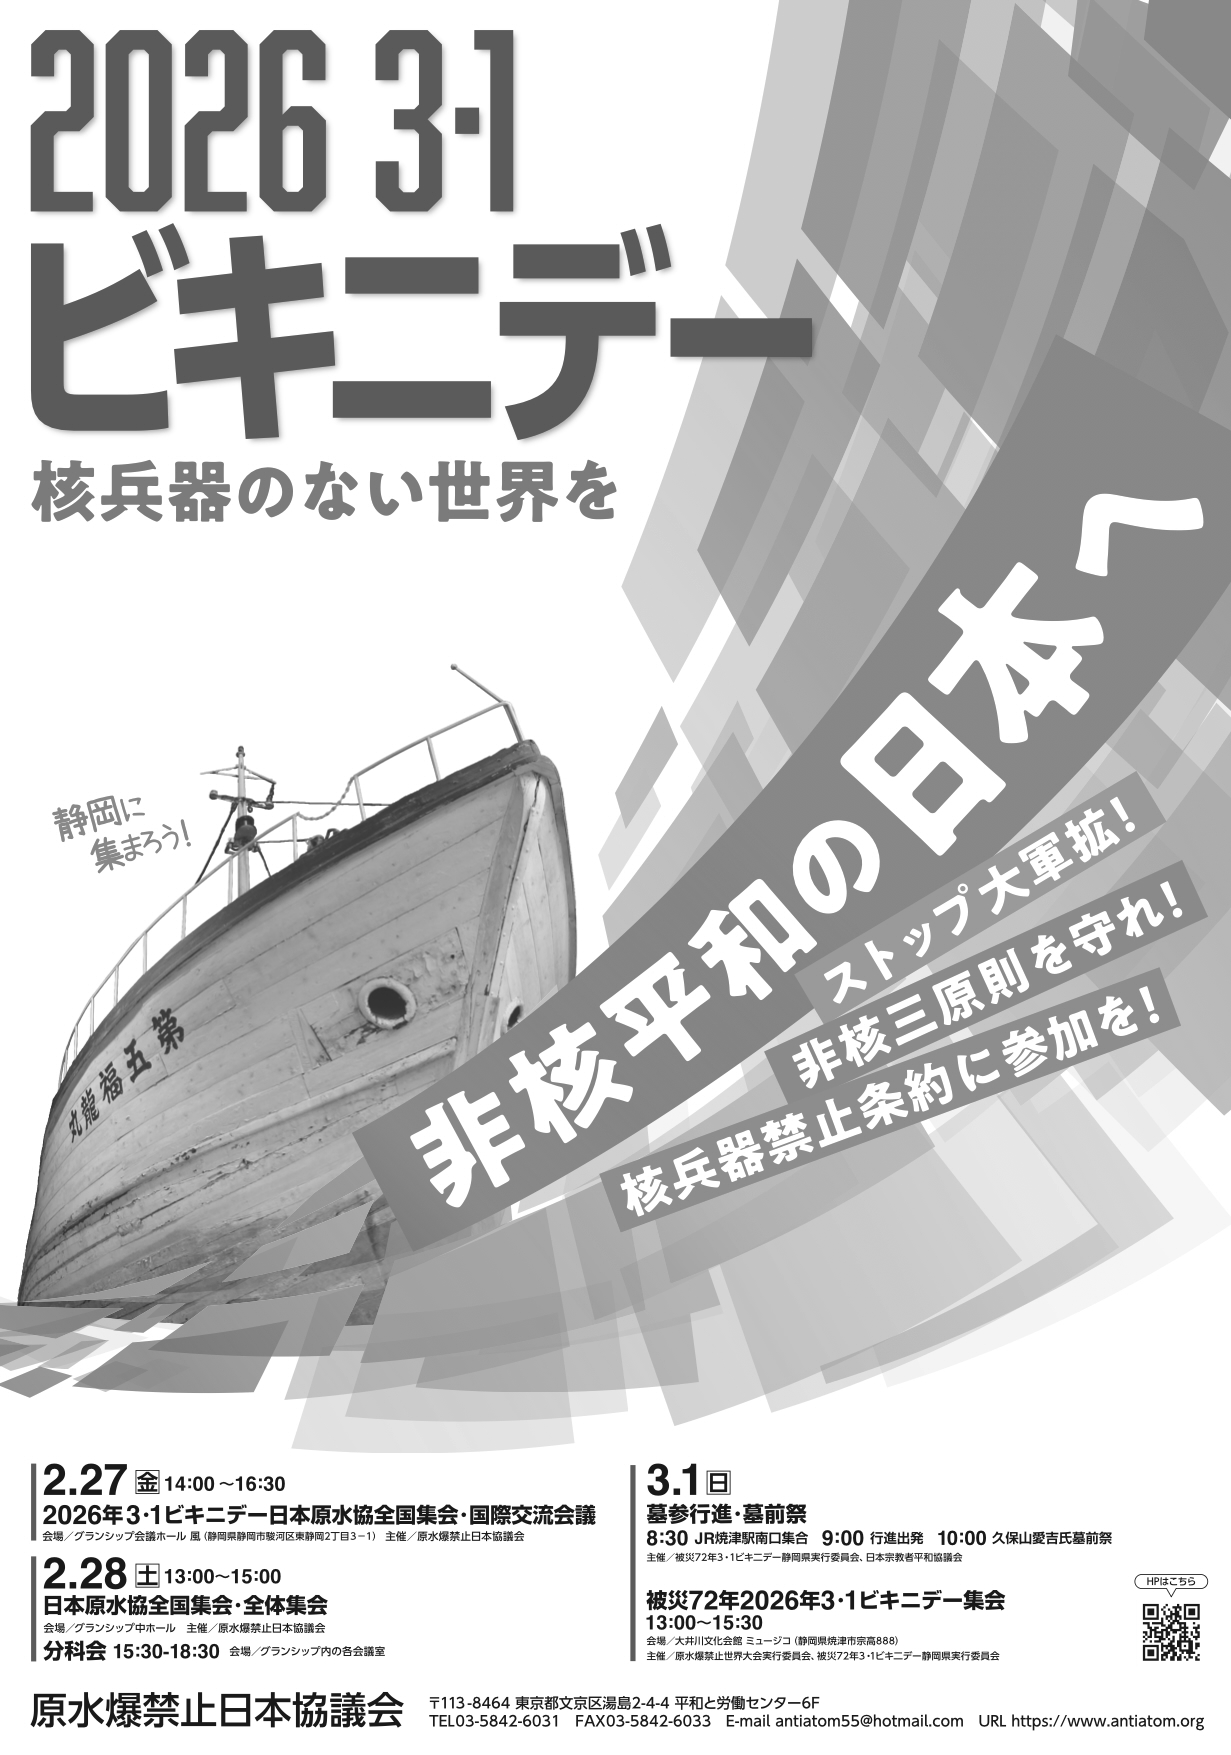 2026 3・1
ビキニデー
核兵器のない世界を
非核平和の日本へ
静岡に
集まろう！
ストップ大軍拡！
非核三原則を守れ！
核兵器禁止条約に参加を！
第五福龍丸
2.27 金 14:00～16:30
2026年3・1ビキニデー日本原水協全国集会・国際交流会議
会場／グランシップ会議ホール 風（静岡県静岡市駿河区東静岡2丁目3－1） 主催／原水爆禁止日本協議会
2.28 土 13:00～15:00
日本原水協全国集会・全体集会
会場／グランシップ中ホール 主催／原水爆禁止日本協議会
分科会 15:30-18:30 会場／グランシップ内の各会議室
3.1 日
墓参行進・墓前祭
8:30 JR焼津駅南口集合 9:00 行進出発 10:00 久保山愛吉氏墓前祭
主催／被災72年3・1ビキニデー静岡県実行委員会、日本宗教者平和協議会
被災72年2026年3・1ビキニデー集会
13:00～15:30
会場／大井川文化会館 ミュージコ（静岡県焼津市宗高888）
主催／原水爆禁止世界大会実行委員会、被災72年3・1ビキニデー静岡県実行委員会
HPはこちら
原水爆禁止日本協議会
〒113-8464 東京都文京区湯島2-4-4 平和と労働センター6F
TEL03-5842-6031 FAX03-5842-6033 E-mail antiatom55@hotmail.com URL https://www.antiatom.org